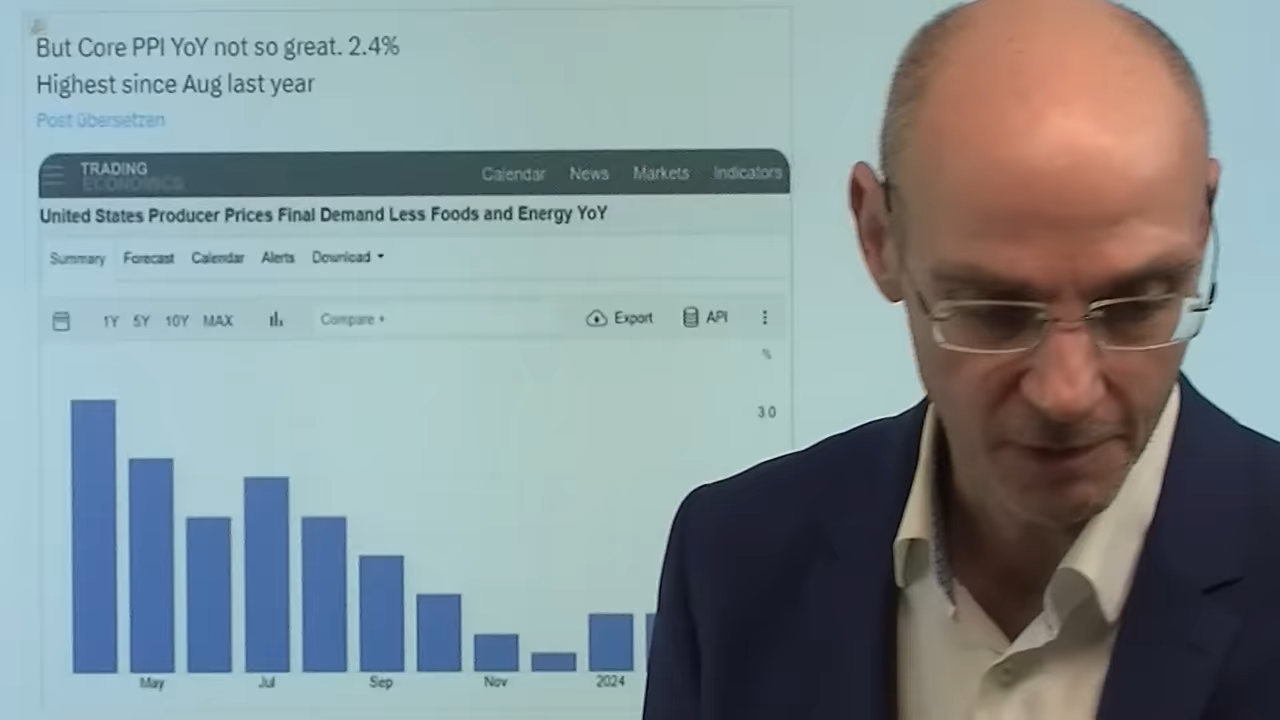 But Core PPI YoY not so great. 2.4%
Highest since Aug last year
Post übersetzen
TRADING
ECONOMICS
Calendar News Markets Indicators
United States Producer Prices Final Demand Less Foods and Energy YoY
Summary Forecast Calendar Alerts Download
1Y 5Y 10Y MAX Compare + Export API
%
3.0
May Jul Sep Nov 2024